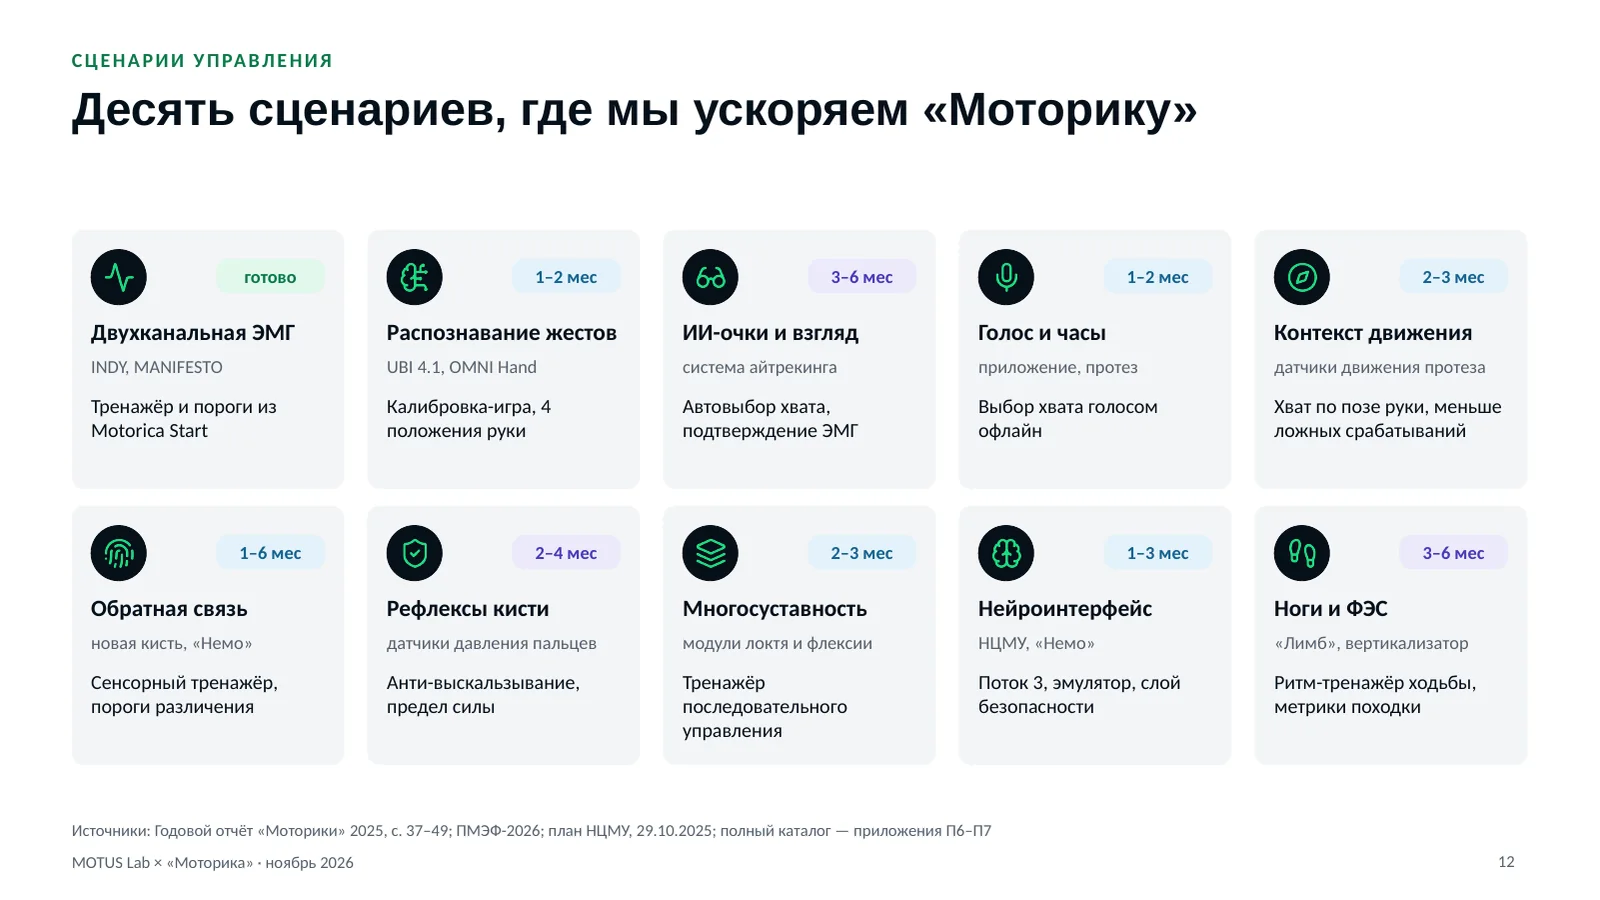 СЦЕНАРИИ УПРАВЛЕНИЯ
Десять сценариев, где мы ускоряем «Моторику»
готово
Двухканальная ЭМГ
INDY, MANIFESTO
Тренажёр и пороги из
Motorica Start
1–2 мес
Распознавание жестов
UBI 4.1, OMNI Hand
Калибровка-игра, 4
положения руки
3–6 мес
ИИ-очки и взгляд
система айтрекинга
Автовыбор хвата,
подтверждение ЭМГ
1–2 мес
Голос и часы
приложение, протез
Выбор хвата голосом
офлайн
2–3 мес
Контекст движения
датчики движения протеза
Хват по позе руки, меньше
ложных срабатываний
1–6 мес
Обратная связь
новая кисть, «Немо»
Сенсорный тренажёр,
пороги различения
2–4 мес
Рефлексы кисти
датчики давления пальцев
Анти-выскальзывание,
предел силы
2–3 мес
Многосуставность
модули локтя и флексии
Тренажёр
последовательного
управления
1–3 мес
Нейроинтерфейс
НЦМУ, «Немо»
Поток 3, эмулятор, слой
безопасности
3–6 мес
Ноги и ФЭС
«Лимб», вертикализатор
Ритм-тренажёр ходьбы,
метрики походки
Источники: Годовой отчёт «Моторики» 2025, с. 37–49; ПМЭФ-2026; план НЦМУ, 29.10.2025; полный каталог — приложения П6–П7
MOTUS Lab × «Моторика» · ноябрь 2026
12